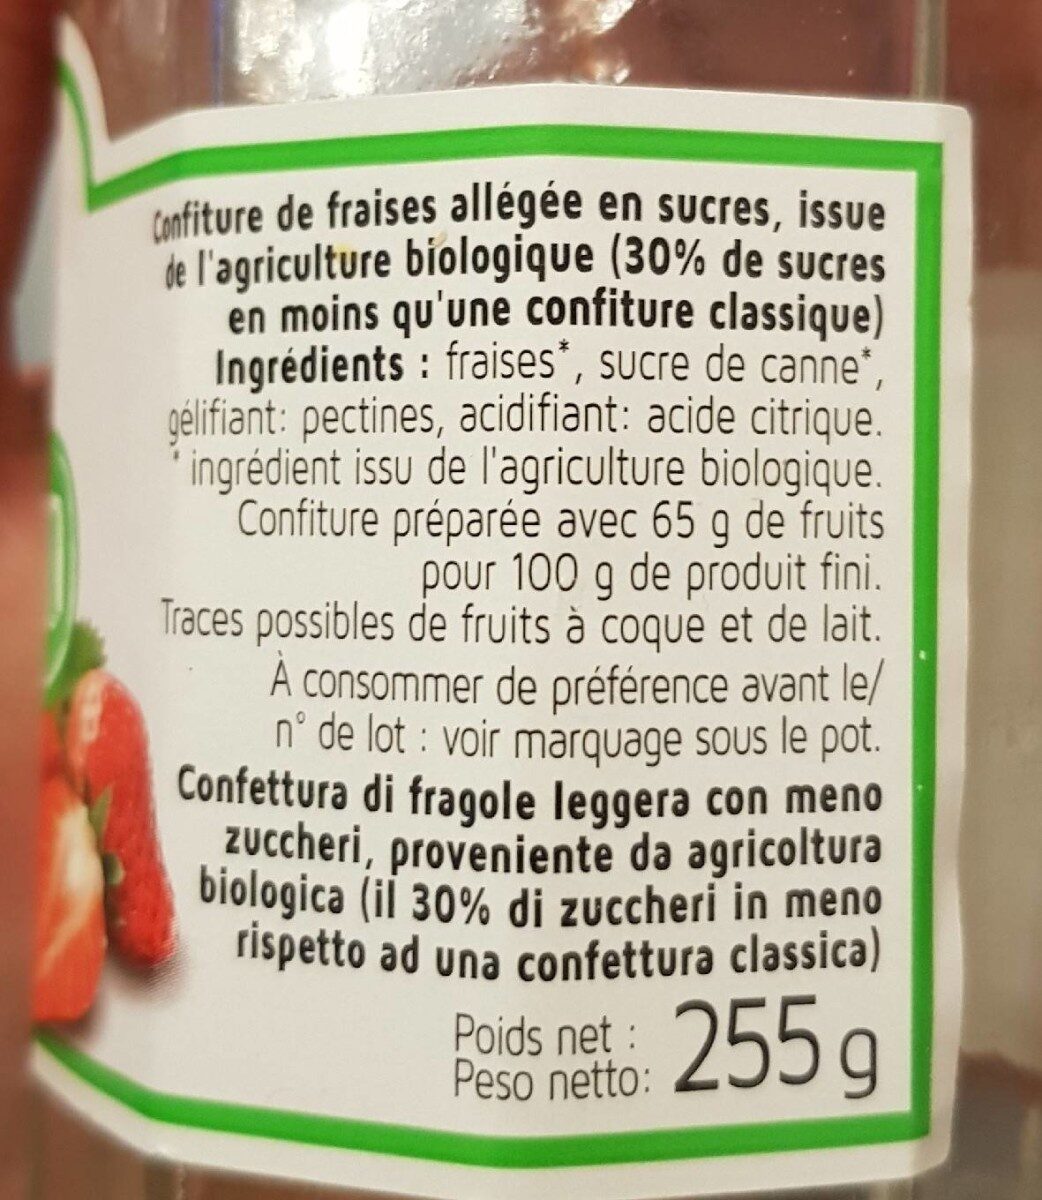 Confiture de fraises allégée en sucres, issue
de l'agriculture biologique (30% de sucres
en moins qu'une confiture classique)
Ingrédients : fraises*, sucre de canne*,
gélifiant: pectines, acidifiant: acide citrique.
* ingrédient issu de l'agriculture biologique.
Confiture préparée avec 65 g de fruits
pour 100 g de produit fini.
Traces possibles de fruits à coque et de lait.
À consommer de préférence avant le/
n° de lot : voir marquage sous le pot.
Confettura di fragole leggera con meno
zuccheri, proveniente da agricoltura
biologica (il 30% di zuccheri in meno
rispetto ad una confettura classica)
Poids net :
Peso netto: 255 g